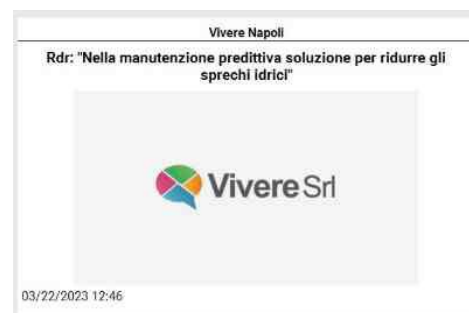 Vivere Napoli
Rdr: "Nella manutenzione predittiva soluzione per ridurre gli
sprechi idrici"
Vivere Srl
03/22/2023 12:46